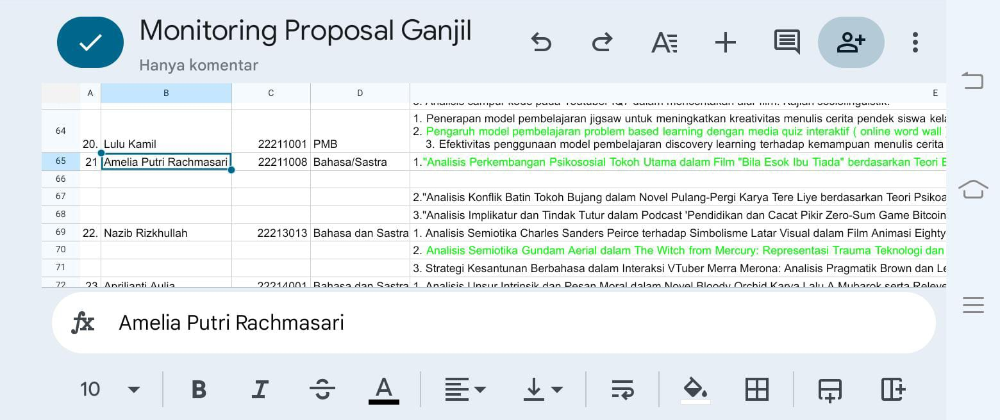 Monitoring Proposal Ganjil
Hanya komentar
A B C D E
3. Analisis campur kode pada Youtuber IQ7 dalam menceritakan alur film: Kajian sosiolinguistik.
1. Penerapan model pembelajaran jigsaw untuk meningkatkan kreativitas menulis cerita pendek siswa kela
64 2. Pengaruh model pembelajaran problem based learning dengan media quiz interaktif ( online word wall )
20. Lulu Kamil 22211001 PMB 3. Efektivitas penggunaan model pembelajaran discovery learning terhadap kemampuan menulis cerita
65 21 Amelia Putri Rachmasari 22211008 Bahasa/Sastra 1."Analisis Perkembangan Psikososial Tokoh Utama dalam Film "Bila Esok Ibu Tiada" berdasarkan Teori E
66
67 2."Analisis Konflik Batin Tokoh Bujang dalam Novel Pulang-Pergi Karya Tere Liye berdasarkan Teori Psikoa
68 3."Analisis Implikatur dan Tindak Tutur dalam Podcast 'Pendidikan dan Cacat Pikir Zero-Sum Game Bitcoin
69 22. Nazib Rizkhullah 22213013 Bahasa dan Sastra 1. Analisis Semiotika Charles Sanders Peirce terhadap Simbolisme Latar Visual dalam Film Animasi Eighty
70 2. Analisis Semiotika Gundam Aerial dalam The Witch from Mercury: Representasi Trauma Teknologi dan
71 3. Strategi Kesantunan Berbahasa dalam Interaksi VTuber Merra Merona: Analisis Pragmatik Brown dan Le
72 23 Aprilianti Aulia 22214001 Bahasa dan Sastra 1. Analisis Unsur Intrinsik dan Pesan Moral dalam Novel Bloody Orchid Karya Lalu A Mubarok serta Releve
fx Amelia Putri Rachmasari
10 B I S A